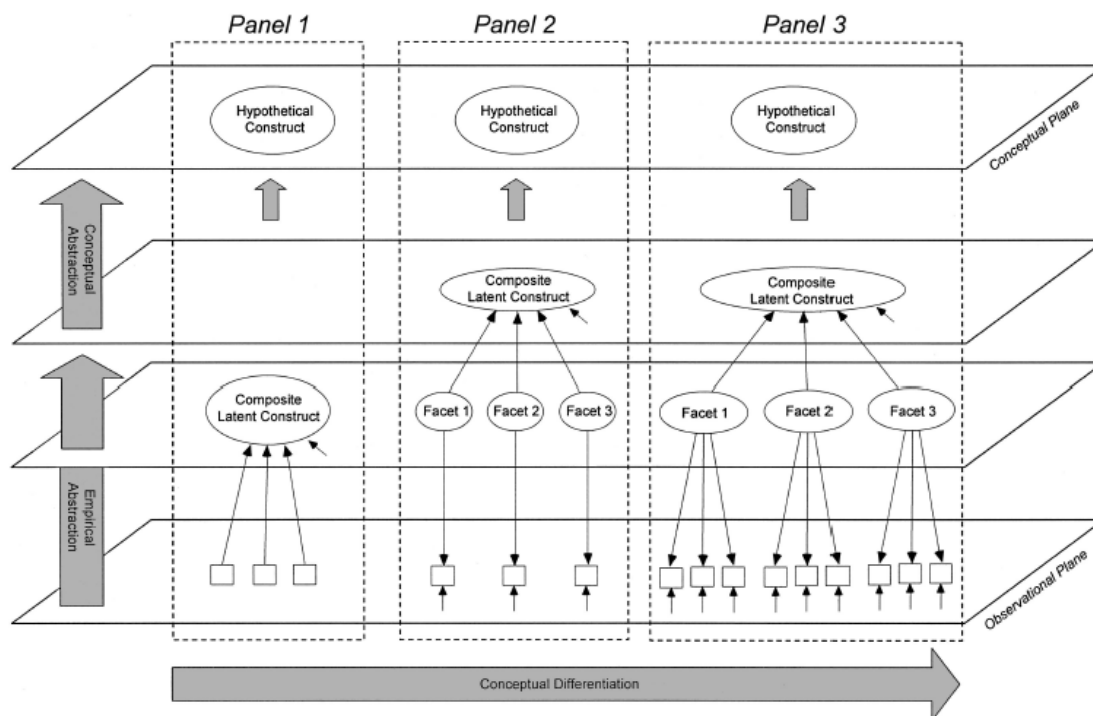 Panel 1
Panel 2
Panel 3
Hypothetical
Construct
Hypothetical
Construct
Hypothetical
Construct
Conceptual Plane
Conceptual
Abstraction
Composite
Latent Construct
Composite
Latent Construct
Composite
Latent Construct
Facet 1
Facet 2
Facet 3
Facet 1
Facet 2
Facet 3
Empirical
Abstraction
Observational Plane
Conceptual Differentiation